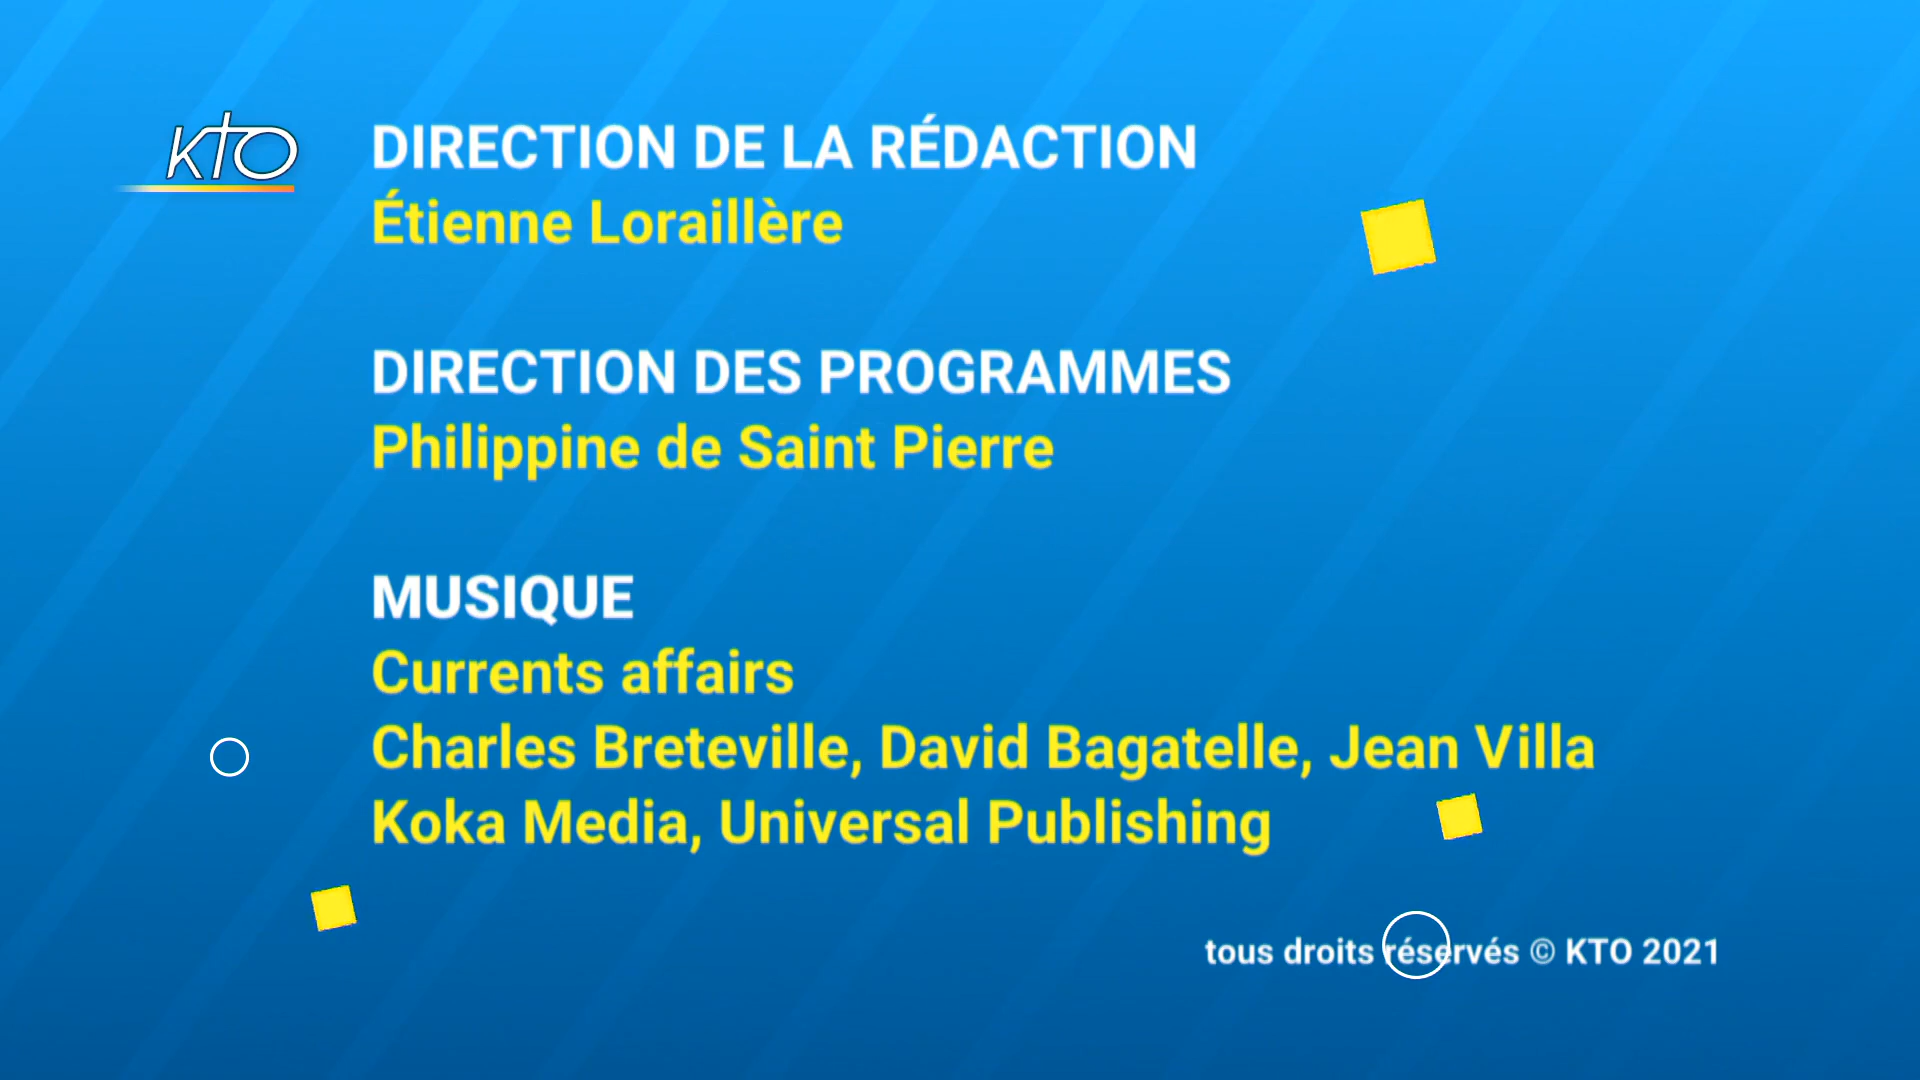 KTO
DIRECTION DE LA RÉDACTION
Étienne Loraillère
DIRECTION DES PROGRAMMES
Philippine de Saint Pierre
MUSIQUE
Currents affairs
Charles Breteville, David Bagatelle, Jean Villa
Koka Media, Universal Publishing
tous droits réservés © KTO 2021